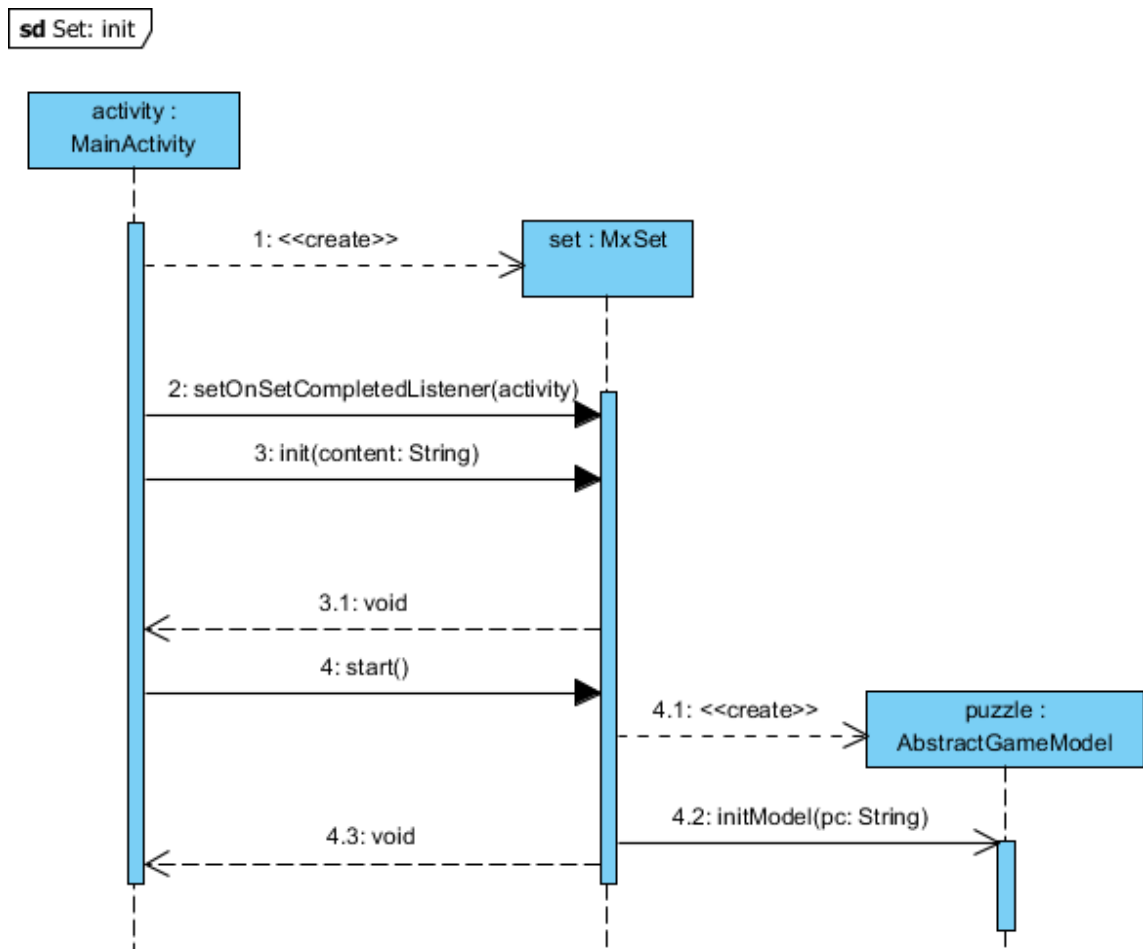 sd Set: init
activity :
MainActivity
1: <<create>>
set : MxSet
2: setOnSetCompletedListener(activity)
3: init(content: String)
3.1: void
4: start()
4.1: <<create>>
puzzle :
AbstractGameModel
4.2: initModel(pc: String)
4.3: void